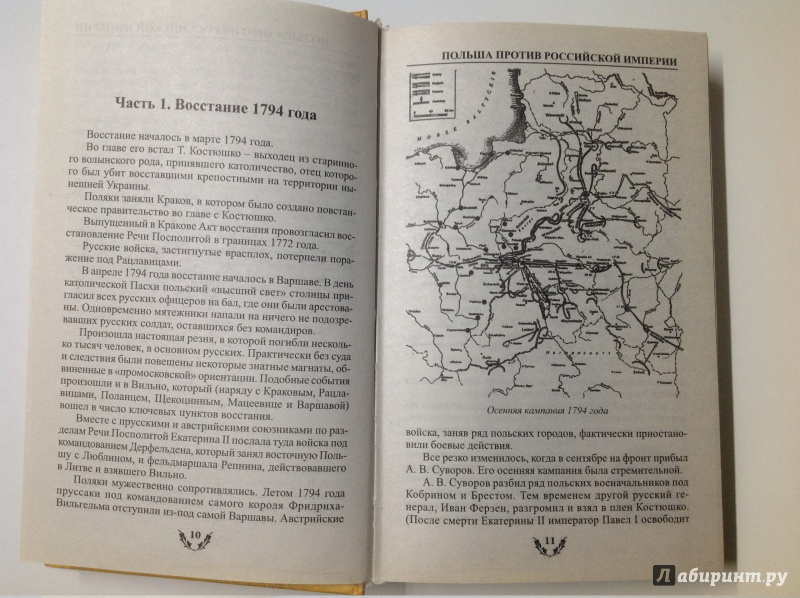 Часть 1. Восстание 1794 года
Восстание началось в марте 1794 года.
Во главе его встал Т. Костюшко – выходец из старинно-
го волынского рода, принявшего католичество, отец которо-
го был убит восставшими крепостными на территории ны-
нешней Украины.
Поляки заняли Краков, в котором было создано повстан-
ческое правительство во главе с Костюшко.
Выпущенный в Кракове Акт восстания провозгласил вос-
становление Речи Посполитой в границах 1772 года.
Русские войска, застигнутые врасплох, потерпели пора-
жение под Рацлавицами.
В апреле 1794 года восстание началось в Варшаве. В день
католической Пасхи польский «высший свет» столицы при-
гласил всех русских офицеров на бал, где они были арестова-
ны. Одновременно мятежники напали на ничего не подозре-
вавших русских солдат, оставшихся без командиров.
Произошла настоящая резня, в которой погибли несколь-
ко тысяч человек, в основном русских. Практически без суда
и следствия были повешены некоторые знатные магнаты, об-
виненные в "промосковской" ориентации. Подобные события
произошли и в Вильно, который (наряду с Краковым, Рацла-
вицами, Поланцем, Щекоцинным, Мацеевице и Варшавой)
вошел в число ключевых пунктов восстания.
Вместе с прусскими и австрийскими союзниками по раз-
делам Речи Посполитой Екатерина II послала туда войска под
командованием Дерфельдена, который занял восточную Поль-
шу с Люблином, и фельдмаршала Репнина, действовавшего
в Литве и взявшего Вильно.
Поляки мужественно сопротивлялись. Летом 1794 года
пруссаки под командованием самого короля Фридриха-
Вильгельма отступили из-под самой Варшавы. Австрийские
10
ПОЛЬША ПРОТИВ РОССИЙСКОЙ ИМПЕРИИ
MORZE BAŁTYCKIE
Осенняя кампания 1794 года
войска, заняв ряд польских городов, фактически приостано-
вили боевые действия.
Все резко изменилось, когда в сентябре на фронт прибыл
А. В. Суворов. Его осенняя кампания была стремительной.
А. В. Суворов разбил ряд польских военачальников под
Кобрином и Брестом. Тем временем другой русский ге-
нерал, Иван Ферзен, разгромил и взял в плен Костюшко.
(После смерти Екатерины II император Павел I освободит
11
Лабиринт.ру